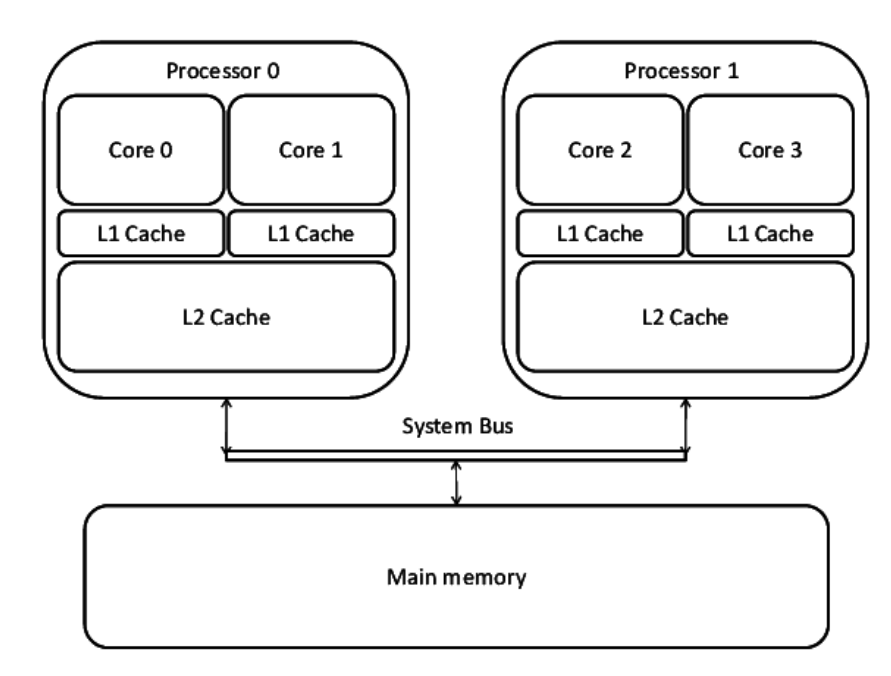 Processor 0
Processor 1
Core 0
Core 1
Core 2
Core 3
L1 Cache
L1 Cache
L1 Cache
L1 Cache
L2 Cache
L2 Cache
System Bus
Main memory